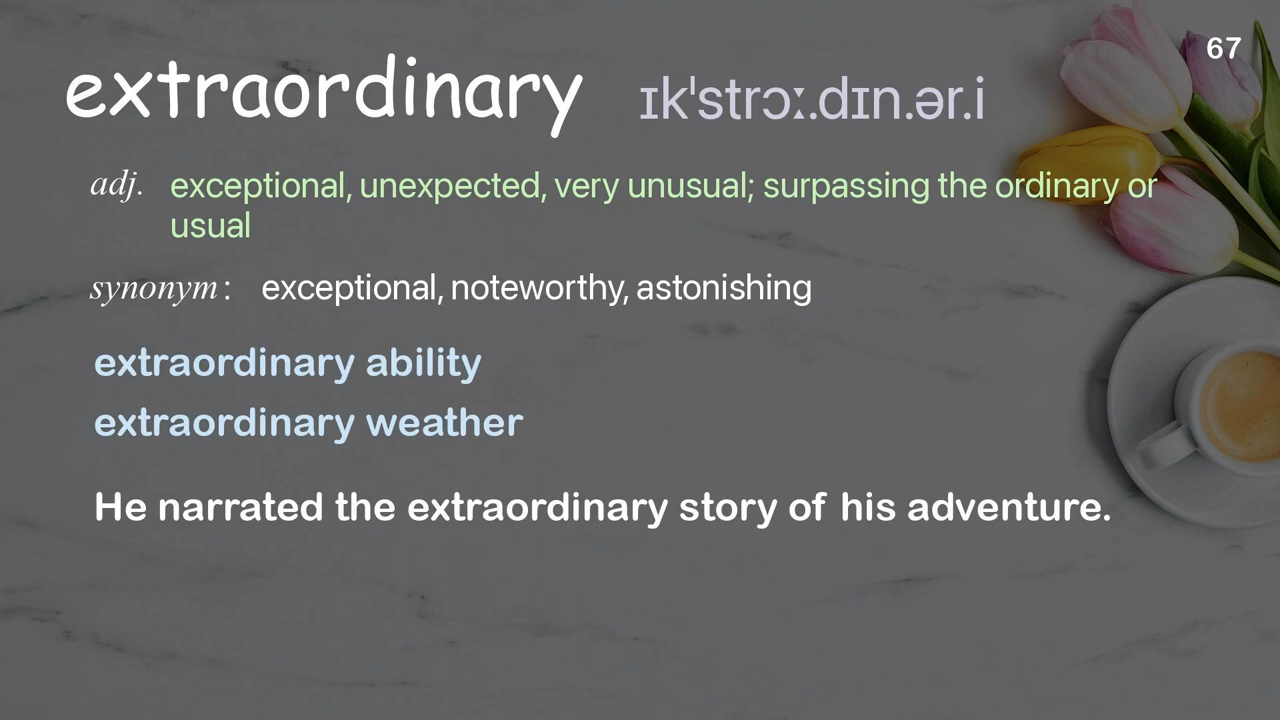 67
extraordinary ɪkˈstrɔː.dɪn.ər.i
adj. exceptional, unexpected, very unusual; surpassing the ordinary or
usual
synonym: exceptional, noteworthy, astonishing
extraordinary ability
extraordinary weather
He narrated the extraordinary story of his adventure.